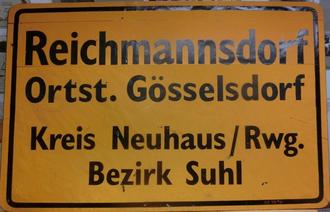 Reichmannsdorf
Ortst. Gösselsdorf
Kreis Neuhaus/Rwg.
Bezirk Suhl